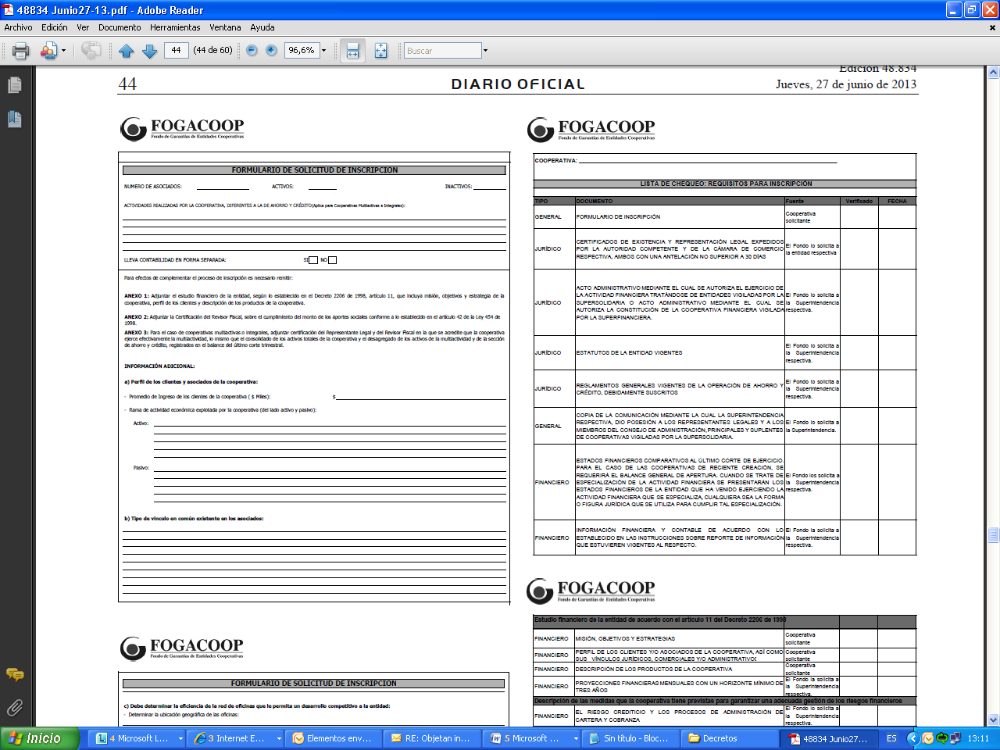 48834 Junio27-13.pdf - Adobe Reader
Archivo Edición Ver Documento Herramientas Ventana Ayuda
44 (44 de 60) 96,6% Buscar
Edición 48.834
44 DIARIO OFICIAL Jueves, 27 de junio de 2013
FOGACOOP
Fondo de Garantías de Entidades Cooperativas
FORMULARIO DE SOLICITUD DE INSCRIPCION
NUMERO DE ASOCIADOS: ACTIVOS: INACTIVOS:
ACTIVIDADES REALIZADAS POR LA COOPERATIVA, DIFERENTES A LA DE AHORRO Y CRÉDITO(Aplica para Cooperativas Multiactivas e Integrales):
LLEVA CONTABILIDAD EN FORMA SEPARADA: SI NO
Para efectos de complementar el proceso de inscripción es necesario remitir:
ANEXO 1: Adjuntar el estudio financiero de la entidad, según lo establecido en el Decreto 2206 de 1998, artículo 11, que incluya misión, objetivos y estrategia de la
cooperativa, perfil de los clientes y descripción de los productos de la cooperativa.
ANEXO 2: Adjuntar la Certificación del Revisor Fiscal, sobre el cumplimiento del monto de los aportes sociales conforme a lo establecido en el artículo 42 de la Ley 454 de
1998.
ANEXO 3: Para el caso de cooperativas multiactivas o integrales, adjuntar certificación del Representante Legal y del Revisor Fiscal en la que se acredite que la cooperativa
ejerce efectivamente la multiactividad, lo mismo que el consolidado de los activos totales de la cooperativa y el desagregado de los activos de la multiactividad y de la sección
de ahorro y crédito, registrados en el balance del último corte trimestral.
INFORMACIÓN ADICIONAL:
a) Perfil de los clientes y asociados de la cooperativa:
- Promedio de Ingreso de los clientes de la cooperativa ( $ Miles): $
- Rama de actividad económica explotada por la cooperativa (del lado activo y pasivo):
Activo:
Pasivo:
b) Tipo de vínculo en común existente en los asociados:
FOGACOOP
Fondo de Garantías de Entidades Cooperativas
FORMULARIO DE SOLICITUD DE INSCRIPCION
c) Debe determinar la eficiencia de la red de oficinas que le permita un desarrollo competitivo a la entidad:
- Determinar la ubicación geográfica de las oficinas:
FOGACOOP
Fondo de Garantías de Entidades Cooperativas
COOPERATIVA:
LISTA DE CHEQUEO: REQUISITOS PARA INSCRIPCIÓN
TIPO DOCUMENTO Fuente Verificado FECHA
GENERAL FORMULARIO DE INSCRIPCIÓN Cooperativa
solicitante
JURÍDICO CERTIFICADOS DE EXISTENCIA Y REPRESENTACIÓN LEGAL EXPEDIDOS
POR LA AUTORIDAD COMPETENTE Y DE LA CÁMARA DE COMERCIO
RESPECTIVA, AMBOS CON UNA ANTELACIÓN NO SUPERIOR A 30 DÍAS
El Fondo lo solicita a
la entidad respectiva
JURÍDICO ACTO ADMINISTRATIVO MEDIANTE EL CUAL SE AUTORIZA EL EJERCICIO DE
LA ACTIVIDAD FINANCIERA TRATÁNDOSE DE ENTIDADES VIGILADAS POR LA
SUPERSOLIDARIA O ACTO ADMINISTRATIVO MEDIANTE EL CUAL SE
AUTORIZA LA CONSTITUCIÓN DE LA COOPERATIVA FINANCIERA VIGILADA
POR LA SUPERFINANCIERA.
El Fondo lo solicita a
la Superintendencia
respectiva.
JURÍDICO ESTATUTOS DE LA ENTIDAD VIGENTES
El Fondo lo solicita a
la Superintendencia
respectiva.
JURÍDICO REGLAMENTOS GENERALES VIGENTES DE LA OPERACIÓN DE AHORRO Y
CRÉDITO, DEBIDAMENTE SUSCRITOS
El Fondo lo solicita a
la Superintendencia
respectiva.
GENERAL COPIA DE LA COMUNICACIÓN MEDIANTE LA CUAL LA SUPERINTENDENCIA
RESPECTIVA, DIO POSESIÓN A LOS REPRESENTANTES LEGALES Y A LOS
MIEMBROS DEL CONSEJO DE ADMINISTRACIÓN,PRINCIPALES Y SUPLENTES
DE COOPERATIVAS VIGILADAS POR LA SUPERSOLIDARIA.
El Fondo lo solicita a
la Superintendencia.
FINANCIERO ESTADOS FINANCIEROS COMPARATIVOS AL ÚLTIMO CORTE DE EJERCICIO.
PARA EL CASO DE LAS COOPERATIVAS DE RECIENTE CREACIÓN, SE
REQUERIRÁ EL BALANCE GENERAL DE APERTURA. CUANDO SE TRATE DE
ESPECIALIZACIÓN DE LA ACTIVIDAD FINANCIERA SE PRESENTARÁN LOS
ESTADOS FINANCIEROS DE LA ENTIDAD QUE HA VENIDO EJERCIENDO LA
ACTIVIDAD FINANCIERA QUE SE ESPECIALIZA, CUALQUIERA SEA LA FORMA
O FIGURA JURÍDICA QUE SE UTILIZA PARA CUMPLIR TAL ESPECIALIZACIÓN.
El Fondo los solicita a
la Superintendencia
respectiva.
FINANCIERO INFORMACIÓN FINANCIERA Y CONTABLE DE ACUERDO CON LO
ESTABLECIDO EN LAS INSTRUCCIONES SOBRE REPORTE DE INFORMACIÓN
QUE ESTUVIEREN VIGENTES AL RESPECTO.
El Fondo la solicita a
la Superintendencia
respectiva.
FOGACOOP
Fondo de Garantías de Entidades Cooperativas
Estudio financiero de la entidad de acuerdo con el artículo 11 del Decreto 2206 de 1998
FINANCIERO MISIÓN, OBJETIVOS Y ESTRATEGIAS Cooperativa
solicitante
FINANCIERO PERFIL DE LOS CLIENTES Y/O ASOCIADOS DE LA COOPERATIVA, ASÍ COMO
SUS VÍNCULOS JURÍDICOS, COMERCIALES Y/O ADMINISTRATIVOS
Cooperativa
solicitante
FINANCIERO DESCRIPCIÓN DE LOS PRODUCTOS DE LA COOPERATIVA Cooperativa
solicitante
FINANCIERO PROYECCIONES FINANCIERAS MENSUALES CON UN HORIZONTE MÍNIMO DE
TRES AÑOS
El Fondo la solicita a
la Superintendencia
respectiva.
Descripción de las medidas que la cooperativa tiene previstas para garantizar una adecuada gestión de los riesgos financieros
FINANCIERO EL RIESGO CREDITICIO Y LOS PROCESOS DE ADMINISTRACIÓN DE
CARTERA Y COBRANZA
El Fondo lo solicita a
la Superintendencia
respectiva.
Inicio 4 Microsoft L... 3 Internet E... Elementos env... RE: Objetan in... 5 Microsoft ... Sin título - Bloc... Decretos 48834 Junio27... ES 13:11